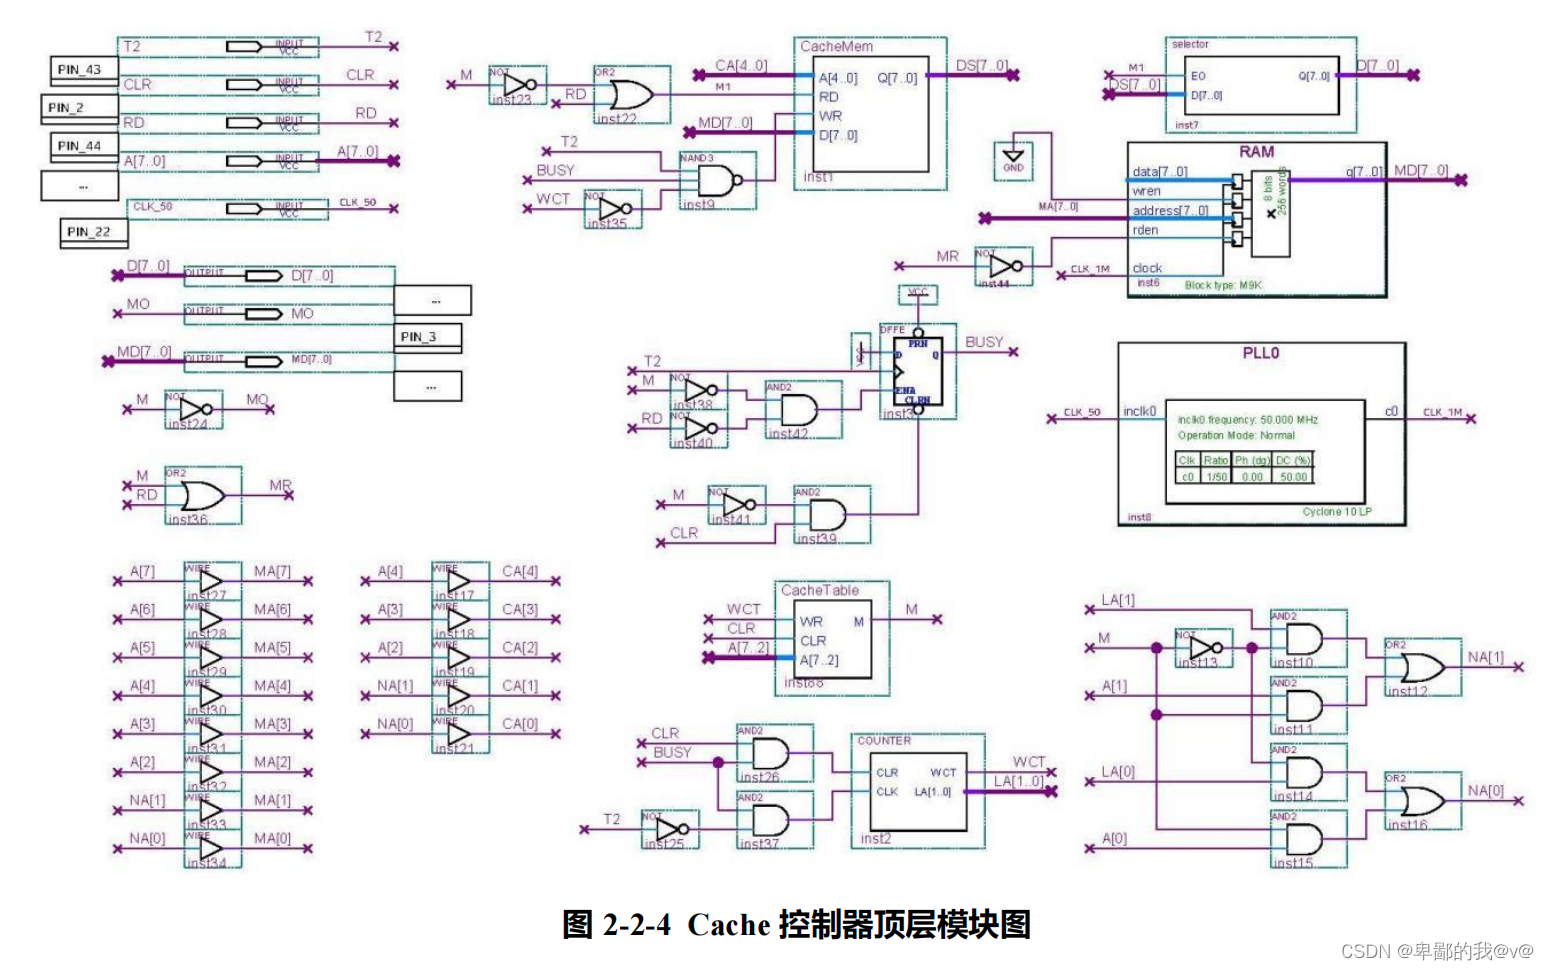 T2
INPUT
VCC
T2
PIN_43
CLR
INPUT
VCC
CLR
PIN_2
RD
INPUT
VCC
RD
PIN_44
A[7..0]
INPUT
VCC
A[7..0]
...
CLK_50
INPUT
VCC
CLK_50
PIN_22
D[7..0]
OUTPUT
D[7..0]
...
MO
OUTPUT
MO
PIN_3
MD[7..0]
OUTPUT
MD[7..0]
...
M
NOT
inst24
MO
M
RD
OR2
inst36
MR
A[7]
WIRE
inst27
MA[7]
A[6]
WIRE
inst28
MA[6]
A[5]
WIRE
inst29
MA[5]
A[4]
WIRE
inst30
MA[4]
A[3]
WIRE
inst31
MA[3]
A[2]
WIRE
inst32
MA[2]
NA[1]
WIRE
inst33
MA[1]
NA[0]
WIRE
inst34
MA[0]
A[4]
WIRE
inst17
CA[4]
A[3]
WIRE
inst18
CA[3]
A[2]
WIRE
inst19
CA[2]
NA[1]
WIRE
inst20
CA[1]
NA[0]
WIRE
inst21
CA[0]
M
NOT
inst23
RD
OR2
inst22
M1
CA[4..0]
MD[7..0]
CacheMem
A[4..0]
Q[7..0]
RD
WR
D[7..0]
inst1
DS[7..0]
T2
BUSY
WCT
NOT
inst35
NAND3
inst9
selector
M1
DS[7..0]
EO
Q[7..0]
D[7..0]
inst7
D[7..0]
GND
RAM
data[7..0]
wren
address[7..0]
rden
clock
q[7..0]
8 bits
256 words
inst6
Block type: M9K
MA[7..0]
MR
NOT
inst44
CLK_1M
MD[7..0]
VCC
VCC
DFFE
PRN
D
Q
ENA
CLRN
inst3
BUSY
T2
M
NOT
inst38
RD
NOT
inst40
AND2
inst42
M
NOT
inst41
CLR
AND2
inst39
PLL0
CLK_50
inclk0
c0
CLK_1M
inclk0 frequency: 50.000 MHz
Operation Mode: Normal
Clk Ratio Ph (dg) DC (%)
c0 1/50 0.00 50.00
inst8
Cyclone 10 LP
CacheTable
WCT
CLR
A[7..2]
WR
M
CLR
A[7..2]
inst88
M
CLR
BUSY
AND2
inst26
T2
NOT
inst25
AND2
inst37
COUNTER
CLR
WCT
CLK
LA[1..0]
inst2
WCT
LA[1..0]
LA[1]
M
NOT
inst13
A[1]
AND2
inst10
AND2
inst11
OR2
inst12
NA[1]
LA[0]
A[0]
AND2
inst14
AND2
inst15
OR2
inst16
NA[0]
图 2-2-4 Cache 控制器顶层模块图
CSDN @卑鄙的我@v@